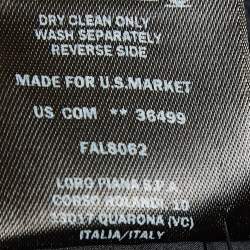 DRY CLEAN ONLY
WASH SEPARATELY
REVERSE SIDE
MADE FOR U.S.MARKET
US COM ** 36499
FAL8062
LORO PIANA S.P.A.
CORSO ROLANDI 10
13017 QUARONA (VC)
ITALIA/ITALY